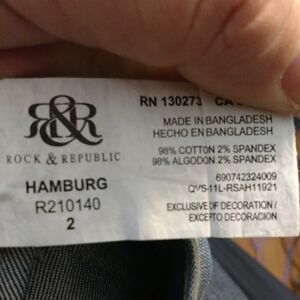 R&R
ROCK & REPUBLIC
HAMBURG
R210140
2
RN 130273 CA
MADE IN BANGLADESH
HECHO EN BANGLADESH
98% COTTON 2% SPANDEX
98% ALGODON 2% SPANDEX
690742324009
QVS-11L-RSAH11921
EXCLUSIVE OF DECORATION/
EXCEPTO DECORACION